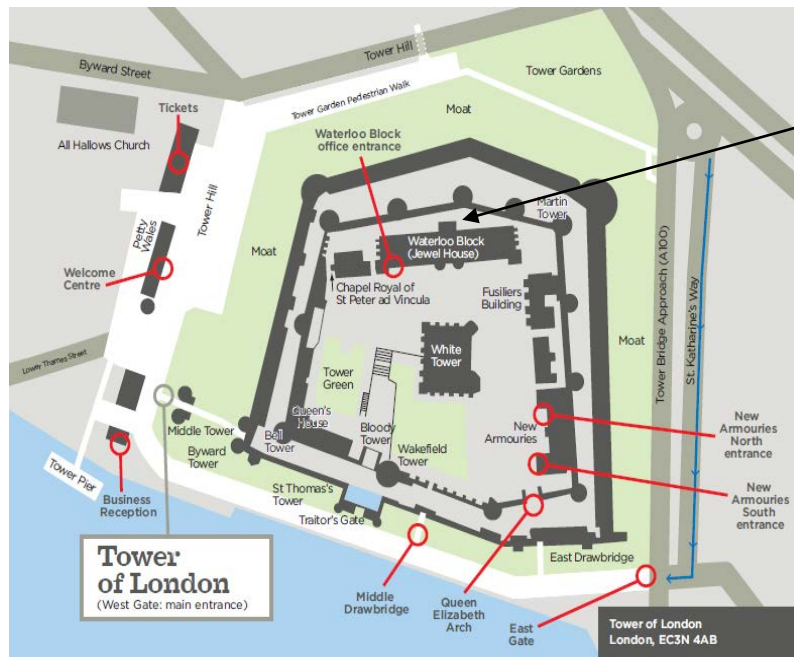 Tower Hill
Byward Street
Tower Gardens
Tickets
Tower Garden Pedestrian Walk
All Hallows Church
Waterloo Block
office entrance
Moat
Martin
Tower
Petty
Wales
Tower Hill
Waterloo Block
(Jewel House)
Moat
Welcome
Centre
Chapel Royal of
St Peter ad Vincula
Fusiliers
Building
Tower Bridge Approach (A100)
St. Katharine's Way
Lower Thames Street
White
Tower
Moat
Tower
Green
Queen's
House
Middle Tower
Bell
Tower
Bloody
Tower
New
Armouries
New
Armouries
North
entrance
Byward
Tower
Wakefield
Tower
Tower Pier
Business
Reception
St Thomas's
Tower
New
Armouries
South
entrance
Traitor's Gate
Tower
of London
(West Gate: main entrance)
East Drawbridge
Middle
Drawbridge
Queen
Elizabeth
Arch
East
Gate
Tower of London
London, EC3N 4AB